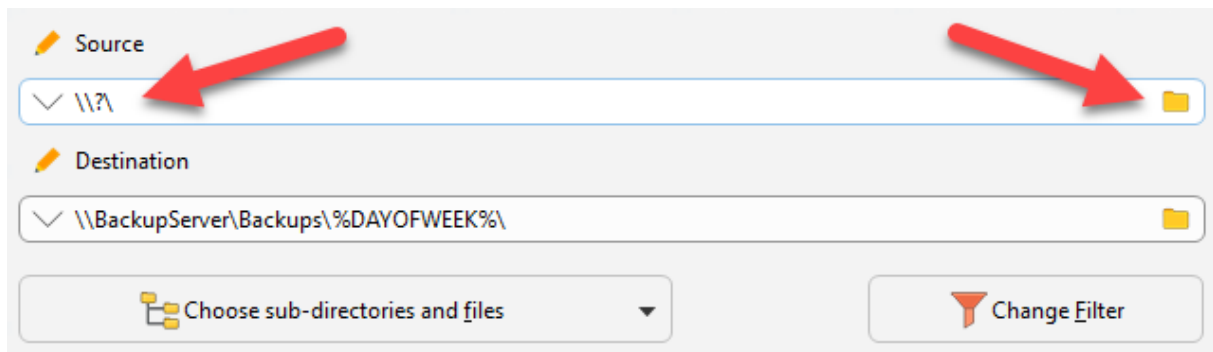 Source
\\?\
Destination
\\BackupServer\Backups\%DAYOFWEEK%\
Choose sub-directories and files
Change Filter